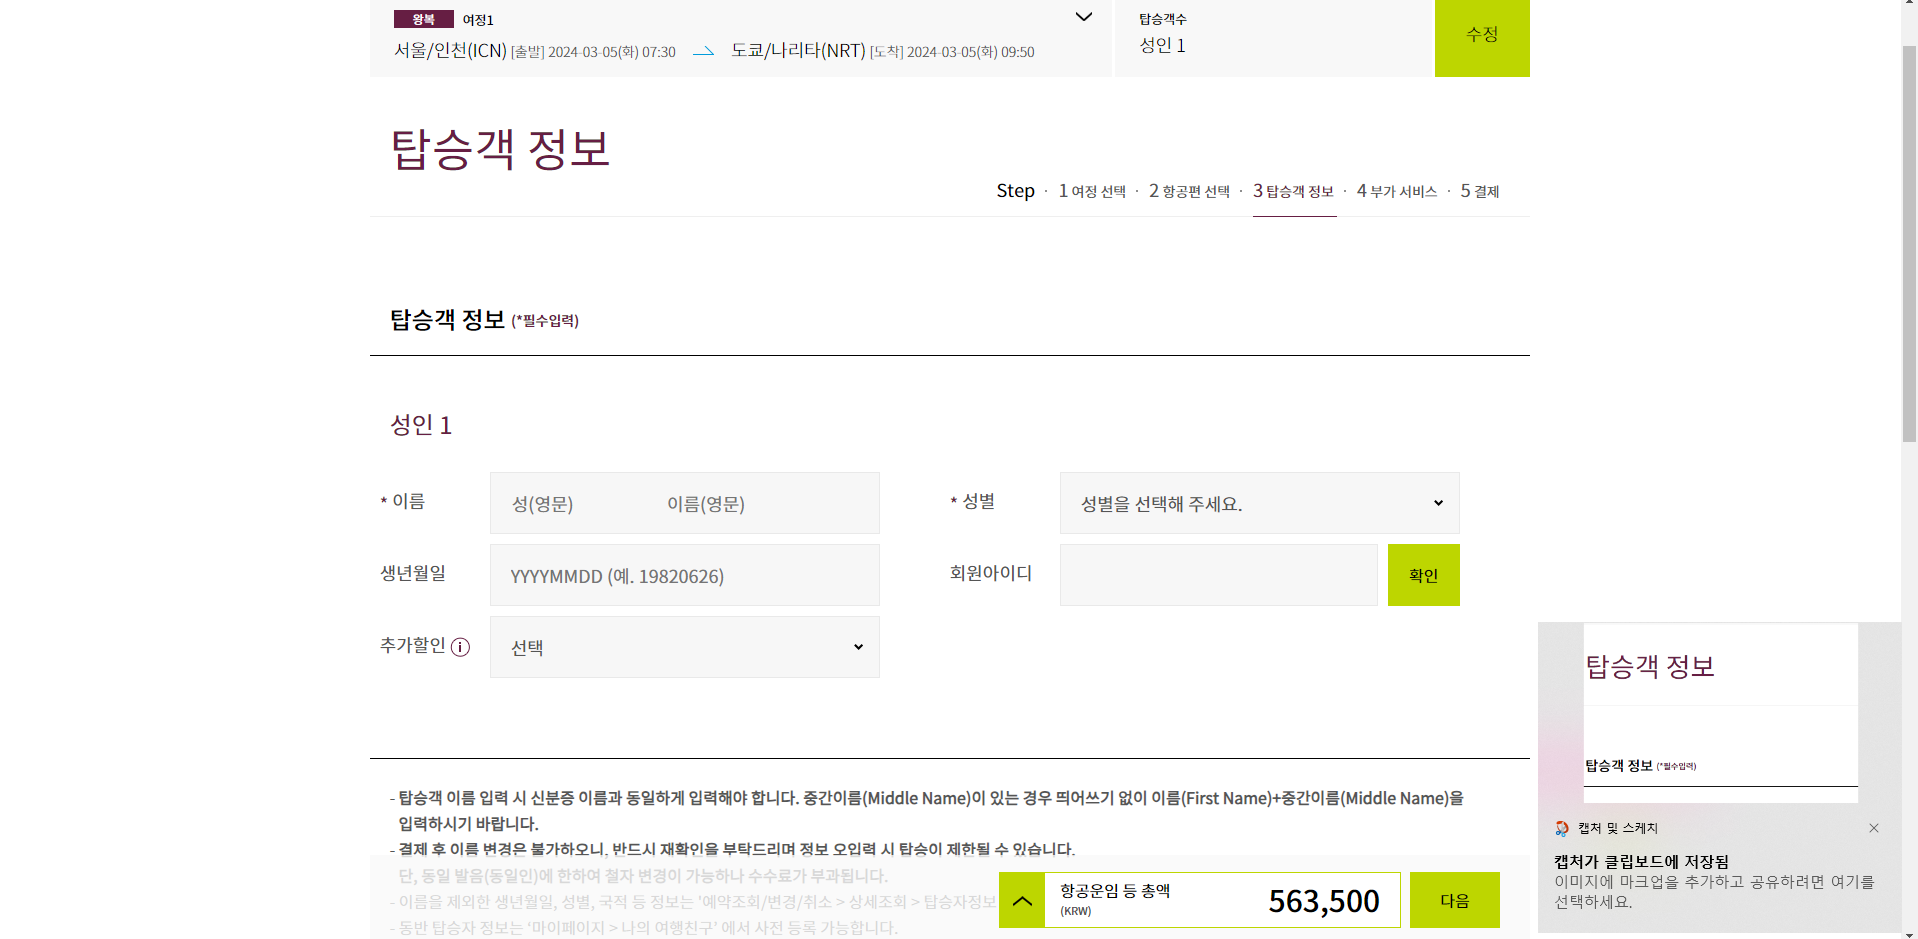 왕복 여정1
서울/인천(ICN) [출발] 2024-03-05(화) 07:30 도쿄/나리타(NRT) [도착] 2024-03-05(화) 09:50
탑승객수
성인 1
수정
탑승객 정보
Step · 1 여정 선택 · 2 항공편 선택 · 3 탑승객 정보 · 4 부가 서비스 · 5 결제
탑승객 정보 (*필수입력)
성인 1
* 이름 성(영문) 이름(영문) * 성별 성별을 선택해 주세요.
생년월일 YYYYMMDD (예. 19820626) 회원아이디 확인
추가할인 선택
- 탑승객 이름 입력 시 신분증 이름과 동일하게 입력해야 합니다. 중간이름(Middle Name)이 있는 경우 띄어쓰기 없이 이름(First Name)+중간이름(Middle Name)을
입력하시기 바랍니다.
- 결제 후 이름 변경은 불가하오니, 반드시 재확인을 부탁드리며 정보 오입력 시 탑승이 제한될 수 있습니다.
단, 동일 발음(동일인)에 한하여 철자 변경이 가능하나 수수료가 부과됩니다.
- 이름을 제외한 생년월일, 성별, 국적 등 정보는 '예약조회/변경/취소 > 상세조회 > 탑승자정보
- 동반 탑승자 정보는 '마이페이지 > 나의 여행친구' 에서 사전 등록 가능합니다.
항공운임 등 총액
(KRW)
563,500
다음
탑승객 정보
탑승객 정보 (*필수입력)
캡처 및 스케치
캡처가 클립보드에 저장됨
이미지에 마크업을 추가하고 공유하려면 여기를
선택하세요.